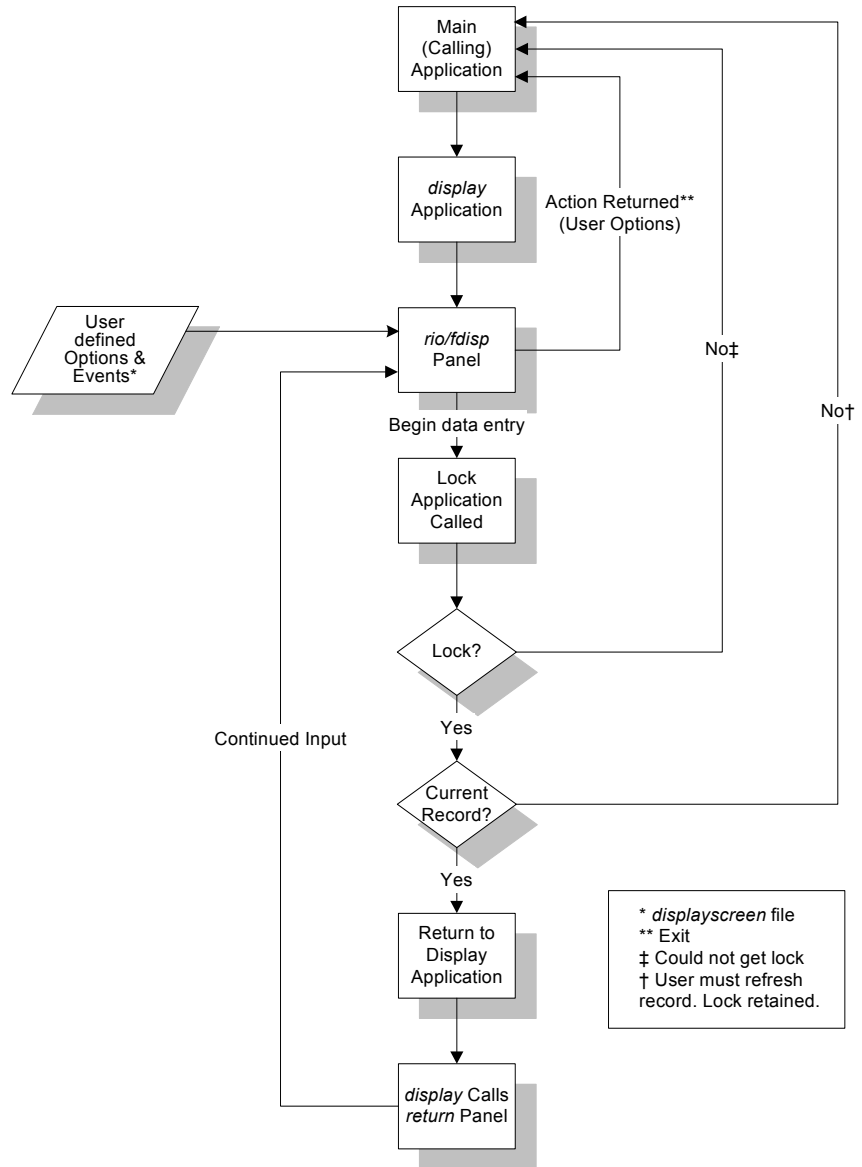 Main
(Calling)
Application
display
Application
Action Returned**
(User Options)
User
defined
Options &
Events*
rio/fdisp
Panel
No‡
No†
Begin data entry
Lock
Application
Called
Lock?
Yes
Continued Input
Current
Record?
Yes
Return to
Display
Application
* displayscreen file
** Exit
‡ Could not get lock
† User must refresh
record. Lock retained.
display Calls
return Panel